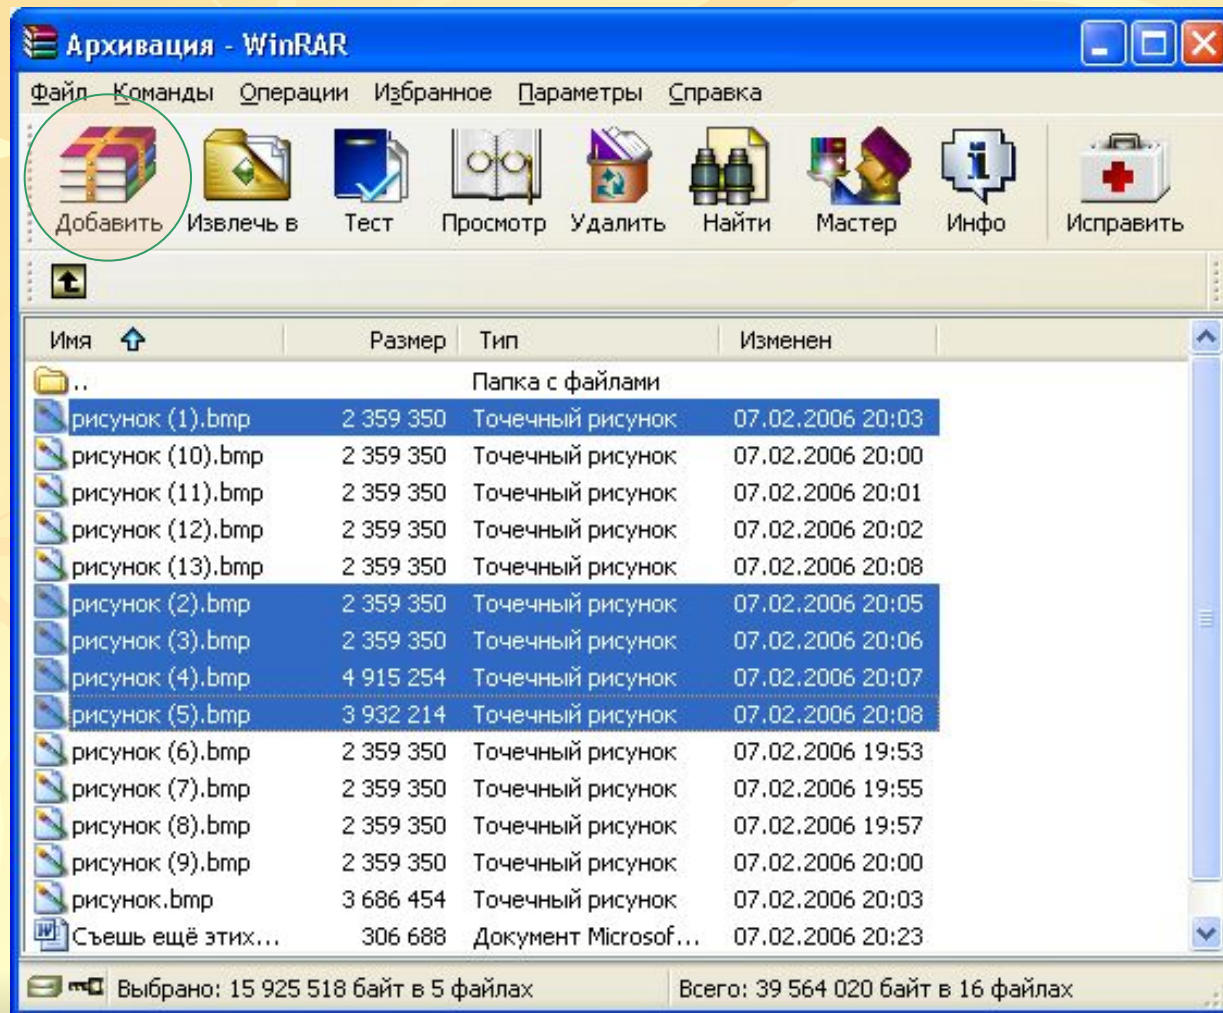 Архивация - WinRAR
Файл Команды Операции Избранное Параметры Справка
Добавить Извлечь в Тест Просмотр Удалить Найти Мастер Инфо Исправить
Имя Размер Тип Изменен
.. Папка с файлами
рисунок (1).bmp 2 359 350 Точечный рисунок 07.02.2006 20:03
рисунок (10).bmp 2 359 350 Точечный рисунок 07.02.2006 20:00
рисунок (11).bmp 2 359 350 Точечный рисунок 07.02.2006 20:01
рисунок (12).bmp 2 359 350 Точечный рисунок 07.02.2006 20:02
рисунок (13).bmp 2 359 350 Точечный рисунок 07.02.2006 20:08
рисунок (2).bmp 2 359 350 Точечный рисунок 07.02.2006 20:05
рисунок (3).bmp 2 359 350 Точечный рисунок 07.02.2006 20:06
рисунок (4).bmp 4 915 254 Точечный рисунок 07.02.2006 20:07
рисунок (5).bmp 3 932 214 Точечный рисунок 07.02.2006 20:08
рисунок (6).bmp 2 359 350 Точечный рисунок 07.02.2006 19:53
рисунок (7).bmp 2 359 350 Точечный рисунок 07.02.2006 19:55
рисунок (8).bmp 2 359 350 Точечный рисунок 07.02.2006 19:57
рисунок (9).bmp 2 359 350 Точечный рисунок 07.02.2006 20:00
рисунок.bmp 3 686 454 Точечный рисунок 07.02.2006 20:03
Съешь ещё этих... 306 688 Документ Microsof... 07.02.2006 20:23
Выбрано: 15 925 518 байт в 5 файлах Всего: 39 564 020 байт в 16 файлах